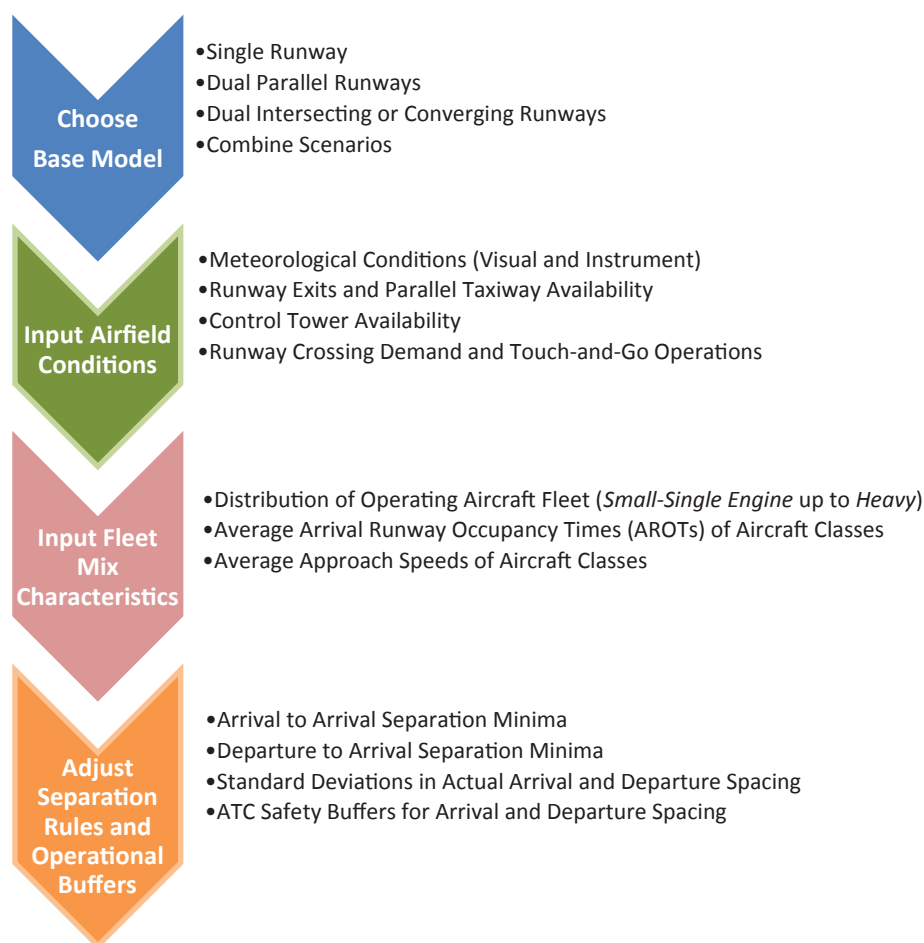 Choose
Base Model
•Single Runway
•Dual Parallel Runways
•Dual Intersecting or Converging Runways
•Combine Scenarios
Input Airfield
Conditions
•Meteorological Conditions (Visual and Instrument)
•Runway Exits and Parallel Taxiway Availability
•Control Tower Availability
•Runway Crossing Demand and Touch-and-Go Operations
Input Fleet
Mix
Characteristics
•Distribution of Operating Aircraft Fleet (Small-Single Engine up to Heavy)
•Average Arrival Runway Occupancy Times (AROTs) of Aircraft Classes
•Average Approach Speeds of Aircraft Classes
Adjust
Separation
Rules and
Operational
Buffers
•Arrival to Arrival Separation Minima
•Departure to Arrival Separation Minima
•Standard Deviations in Actual Arrival and Departure Spacing
•ATC Safety Buffers for Arrival and Departure Spacing